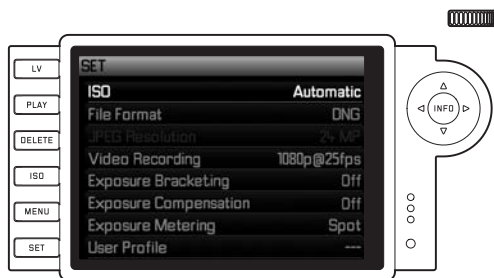 LV
PLAY
DELETE
ISO
MENU
SET
SET
ISO Automatic
File Format DNG
JPEG Resolution 24 MP
Video Recording 1080p@25fps
Exposure Bracketing Off
Exposure Compensation Off
Exposure Metering Spot
User Profile ---
INFO